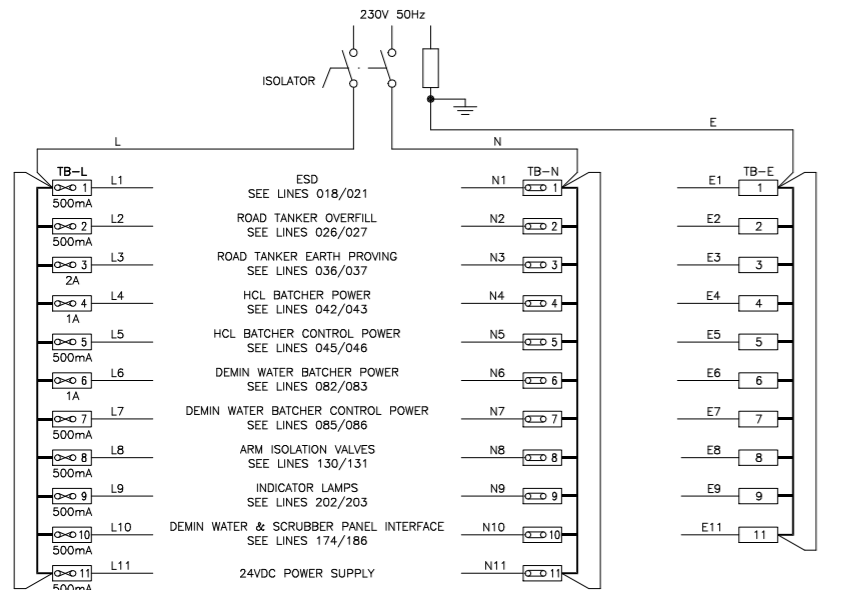 230V 50Hz
ISOLATOR
L N E
TB-L TB-N TB-E
1 L1 ESD N1 1 E1 1
500mA SEE LINES 018/021
2 L2 ROAD TANKER OVERFILL N2 2 E2 2
500mA SEE LINES 026/027
3 L3 ROAD TANKER EARTH PROVING N3 3 E3 3
2A SEE LINES 036/037
4 L4 HCL BATCHER POWER N4 4 E4 4
1A SEE LINES 042/043
5 L5 HCL BATCHER CONTROL POWER N5 5 E5 5
500mA SEE LINES 045/046
6 L6 DEMIN WATER BATCHER POWER N6 6 E6 6
1A SEE LINES 082/083
7 L7 DEMIN WATER BATCHER CONTROL POWER N7 7 E7 7
500mA SEE LINES 085/086
8 L8 ARM ISOLATION VALVES N8 8 E8 8
500mA SEE LINES 130/131
9 L9 INDICATOR LAMPS N9 9 E9 9
500mA SEE LINES 202/203
10 L10 DEMIN WATER & SCRUBBER PANEL INTERFACE N10 10 E11 11
500mA SEE LINES 174/186
11 L11 24VDC POWER SUPPLY N11 11
500mA